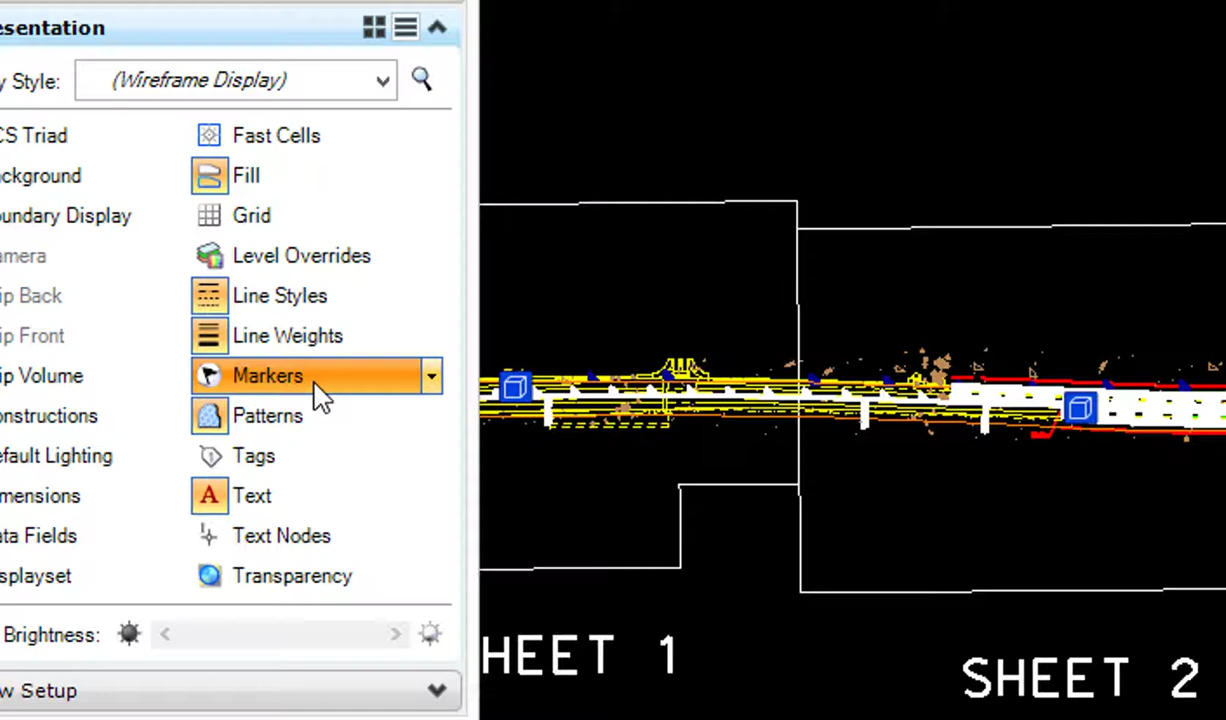 esentation
y Style: (Wireframe Display)
CS Triad Fast Cells
ckground Fill
oundary Display Grid
amera Level Overrides
ip Back Line Styles
ip Front Line Weights
ip Volume Markers
onstructions Patterns
efault Lighting Tags
mensions A Text
ata Fields Text Nodes
splayset Transparency
Brightness:
w Setup
HEET 1
SHEET 2